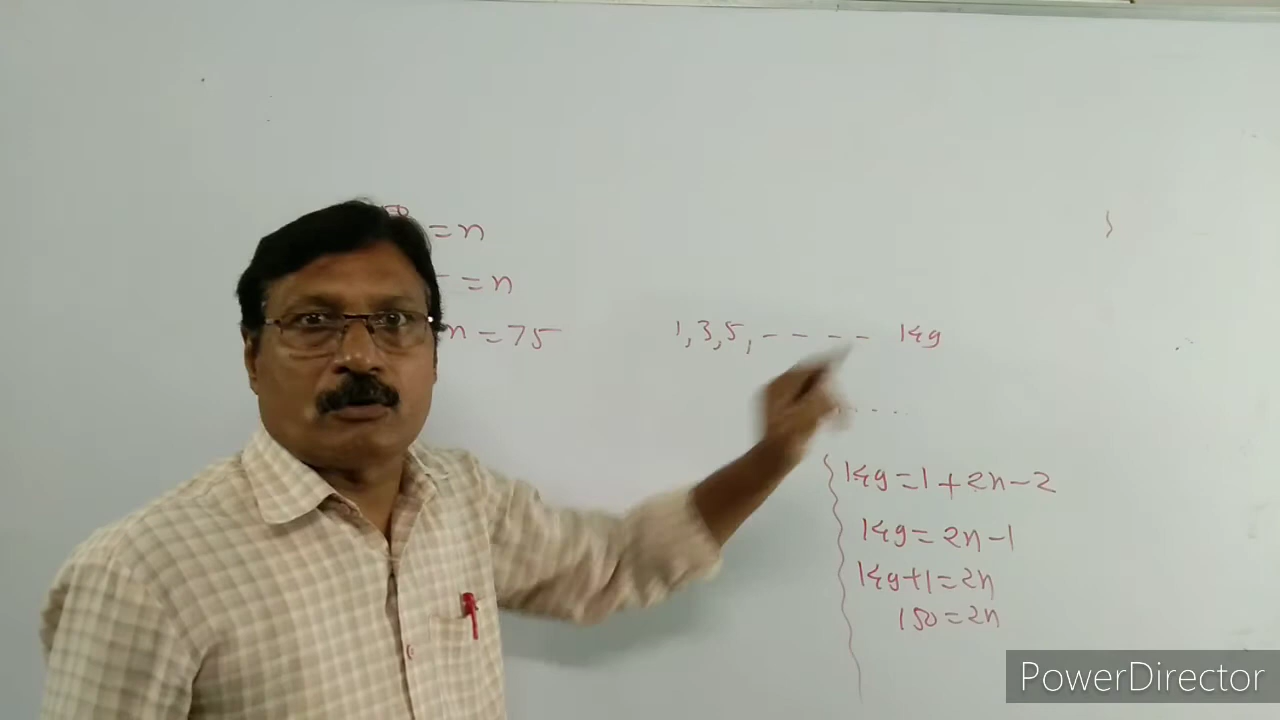 = n
= n
n = 75
1, 3, 5, - - - - 149
149 = 1 + 2n - 2
149 = 2n - 1
149 + 1 = 2n
150 = 2n
PowerDirector